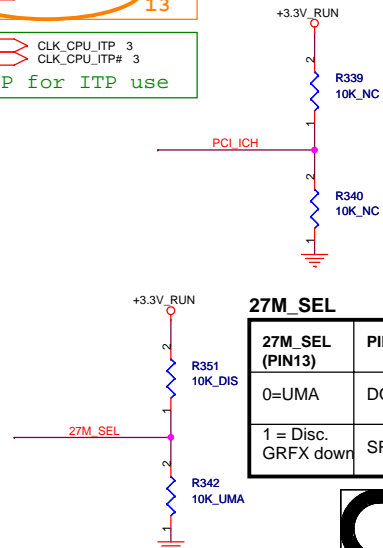 13
CLK_CPU_ITP 3
CLK_CPU_ITP# 3
P for ITP use
+3.3V_RUN
2
R339
10K_NC
1
PCI_ICH
2
R340
10K_NC
1
+3.3V_RUN
2
R351
10K_DIS
1
27M_SEL
2
R342
10K_UMA
1
27M_SEL
27M_SEL
(PIN13)
0=UMA
1 = Disc.
GRFX down